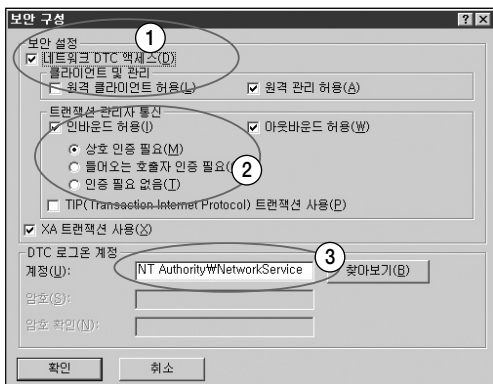 보안 구성
보안 설정
네트워크 DTC 액세스(D)
클라이언트 및 관리
원격 클라이언트 허용(L)
원격 관리 허용(A)
트랜잭션 관리자 통신
인바운드 허용(I)
아웃바운드 허용(W)
상호 인증 필요(M)
들어오는 호출자 인증 필요(
인증 필요 없음(T)
TIP(Transaction Internet Protocol) 트랜잭션 사용(P)
XA 트랜잭션 사용(X)
DTC 로그온 계정
계정(U):
NT Authority₩NetworkService
찾아보기(B)
암호(S):
암호 확인(N):
확인
취소
1
2
3